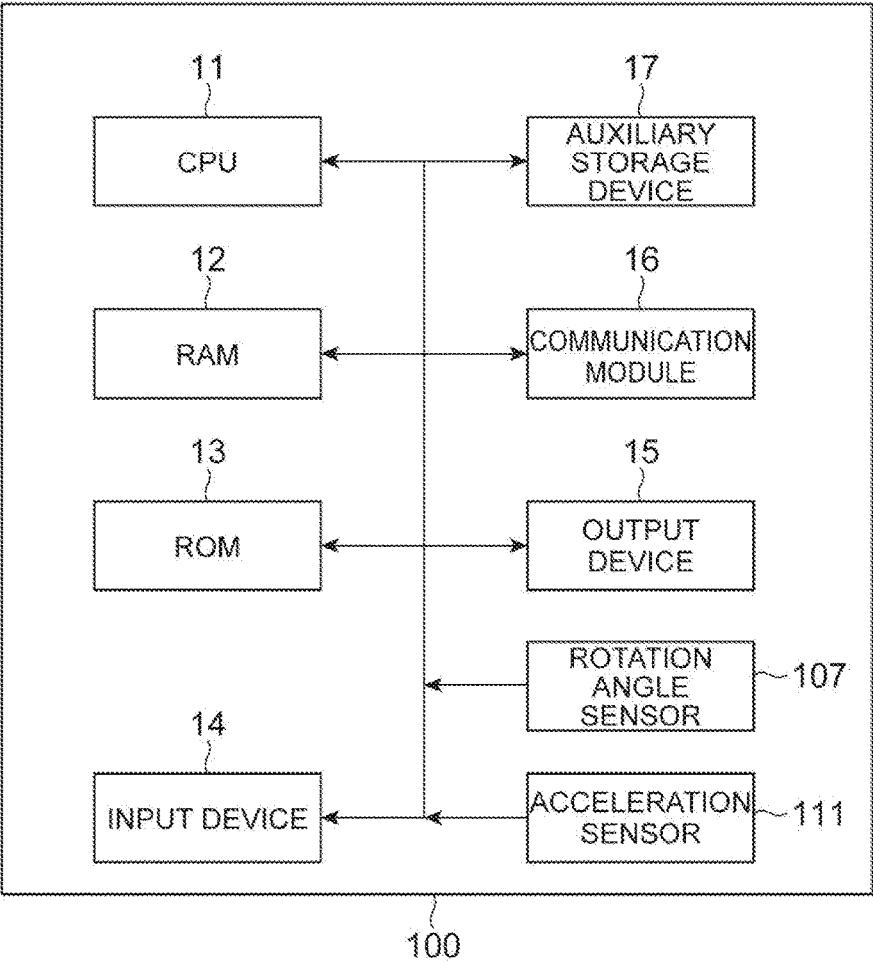 11
CPU
17
AUXILIARY
STORAGE
DEVICE
12
RAM
16
COMMUNICATION
MODULE
13
ROM
15
OUTPUT
DEVICE
ROTATION
ANGLE
SENSOR
107
14
INPUT DEVICE
ACCELERATION
SENSOR
111
100